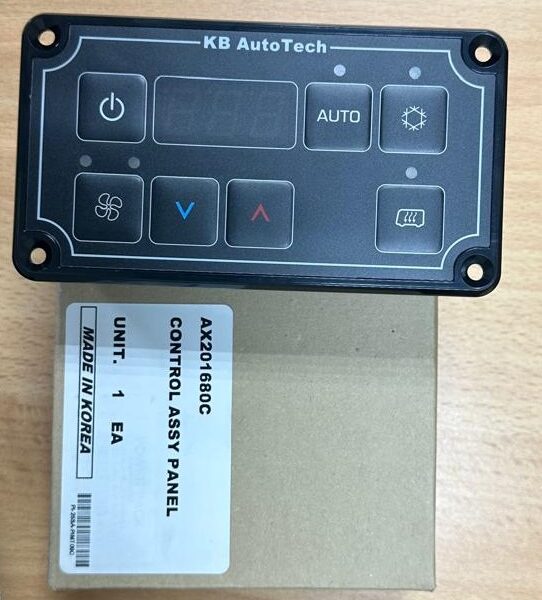 KB AutoTech
AUTO
AX201680C
CONTROL ASSY PANEL
UNIT. 1 EA
MADE IN KOREA